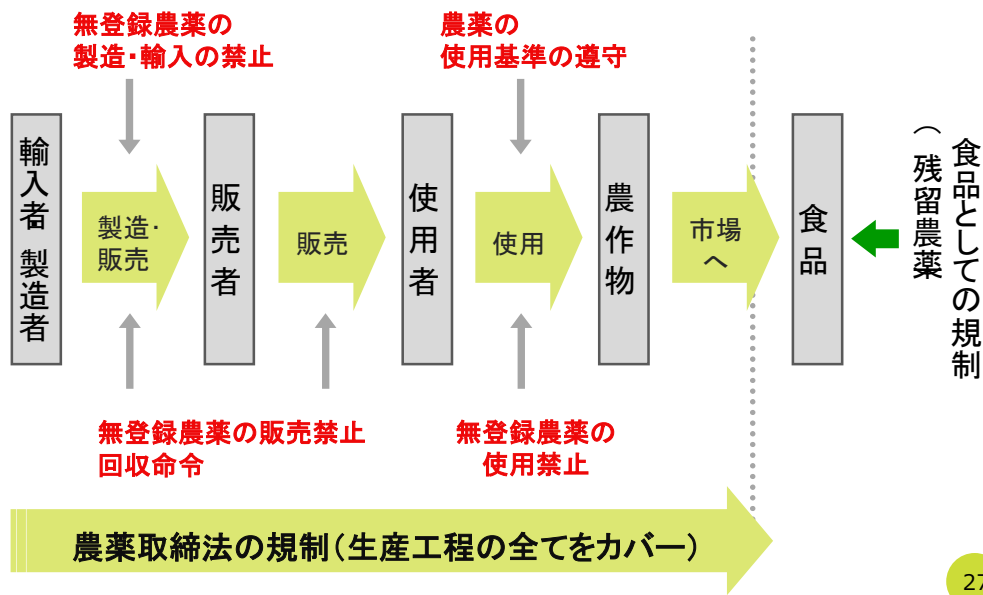 無登録農薬の
製造・輸入の禁止
農薬の
使用基準の遵守
輸入者・製造者
製造・
販売
販売者
販売
使用者
使用
農作物
市場
へ
食品
食品としての規制
（残留農薬
無登録農薬の販売禁止
回収命令
無登録農薬の
使用禁止
農薬取締法の規制（生産工程の全てをカバー）
27